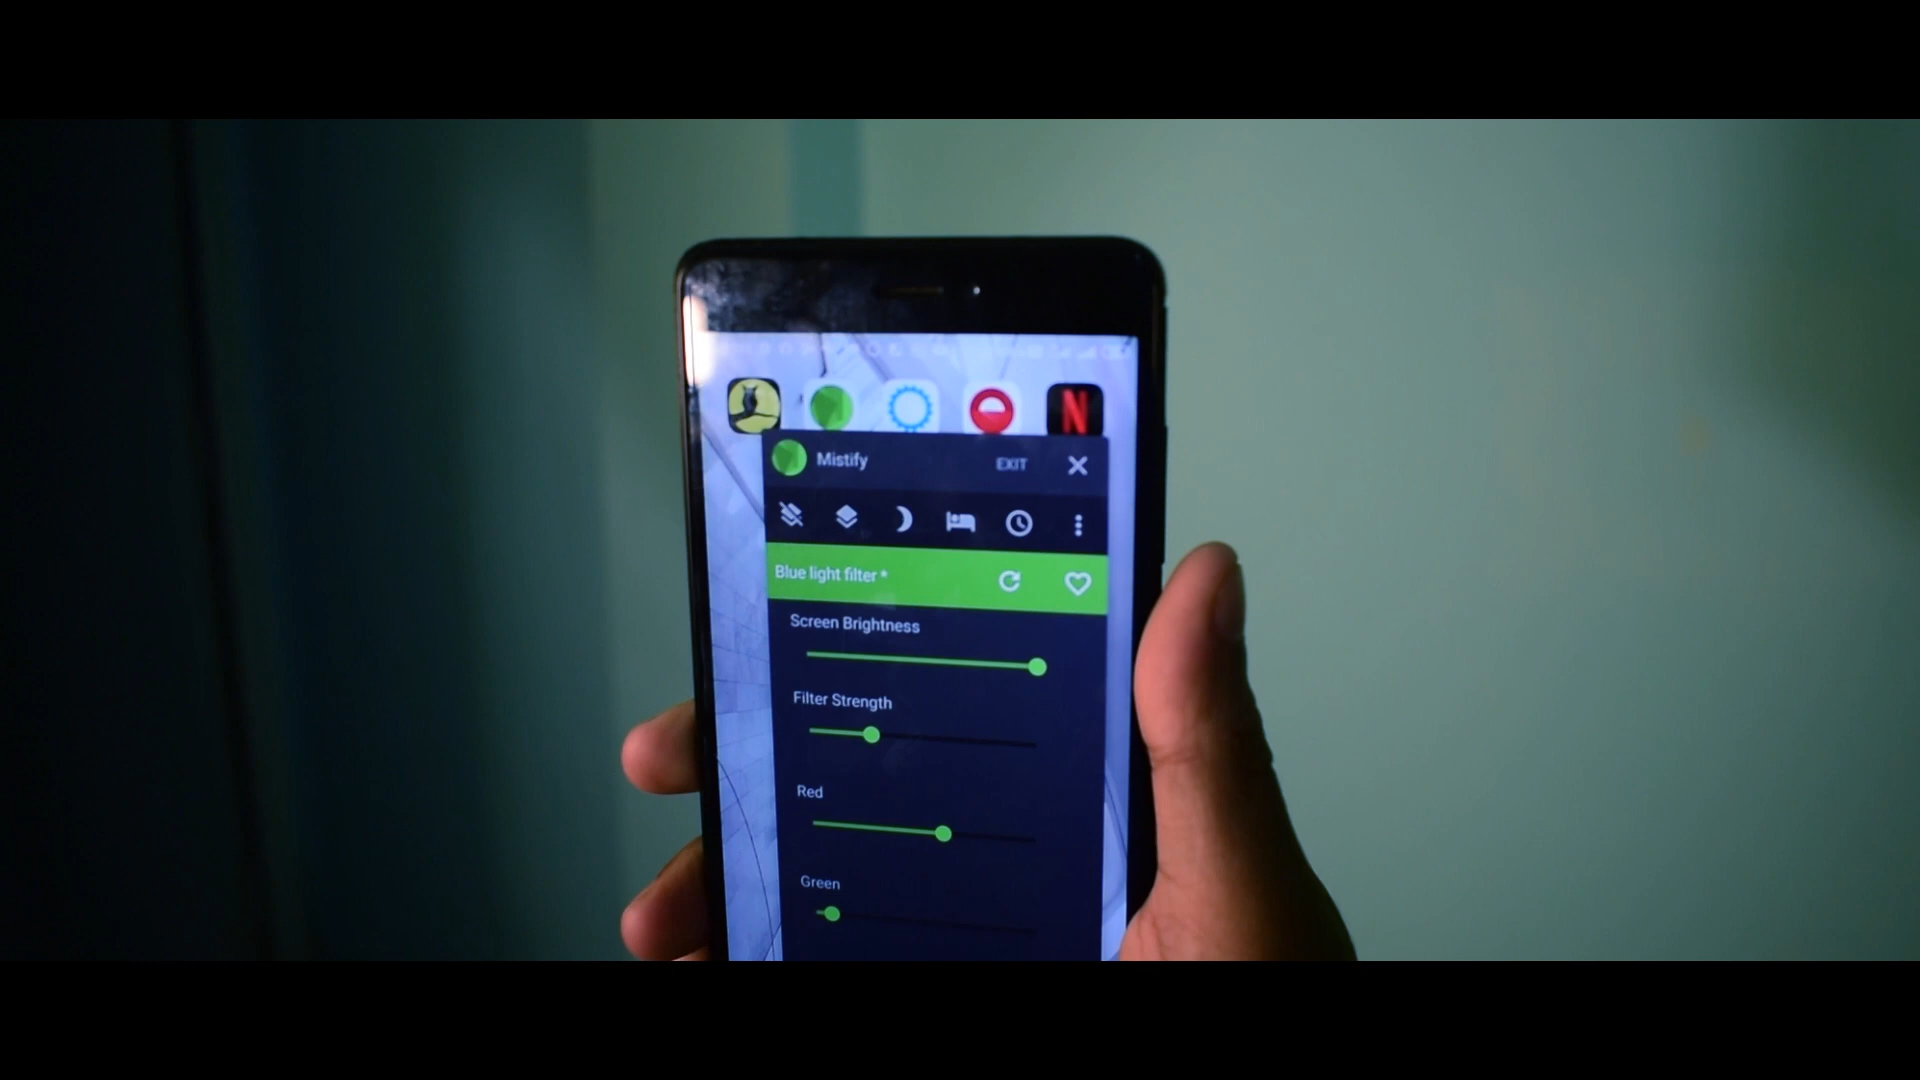 N
Mistify EXIT
Blue light filter *
Screen Brightness
Filter Strength
Red
Green